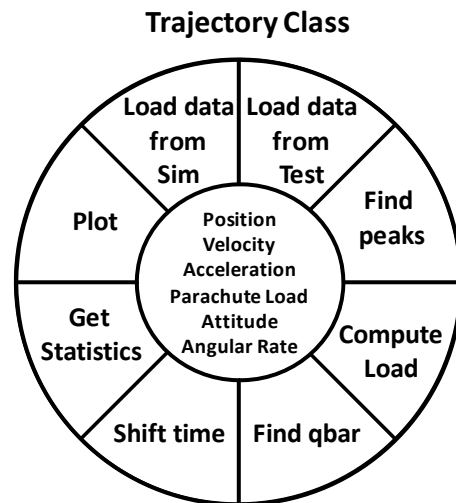 Trajectory Class
Load data
from
Sim
Load data
from
Test
Find
peaks
Compute
Load
Find qbar
Shift time
Get
Statistics
Plot
Position
Velocity
Acceleration
Parachute Load
Attitude
Angular Rate